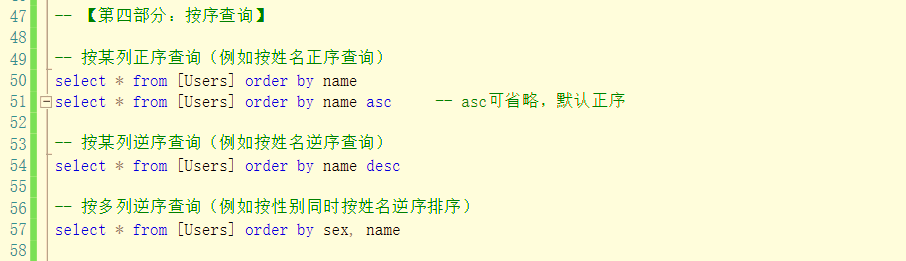 47 -- 【第四部分：按序查询】
48
49 -- 按某列正序查询（例如按姓名正序查询）
50 select * from [Users] order by name
51 select * from [Users] order by name asc -- asc可省略，默认正序
52
53 -- 按某列逆序查询（例如按姓名逆序查询）
54 select * from [Users] order by name desc
55
56 -- 按多列逆序查询（例如按性别同时按姓名逆序排序）
57 select * from [Users] order by sex, name
58